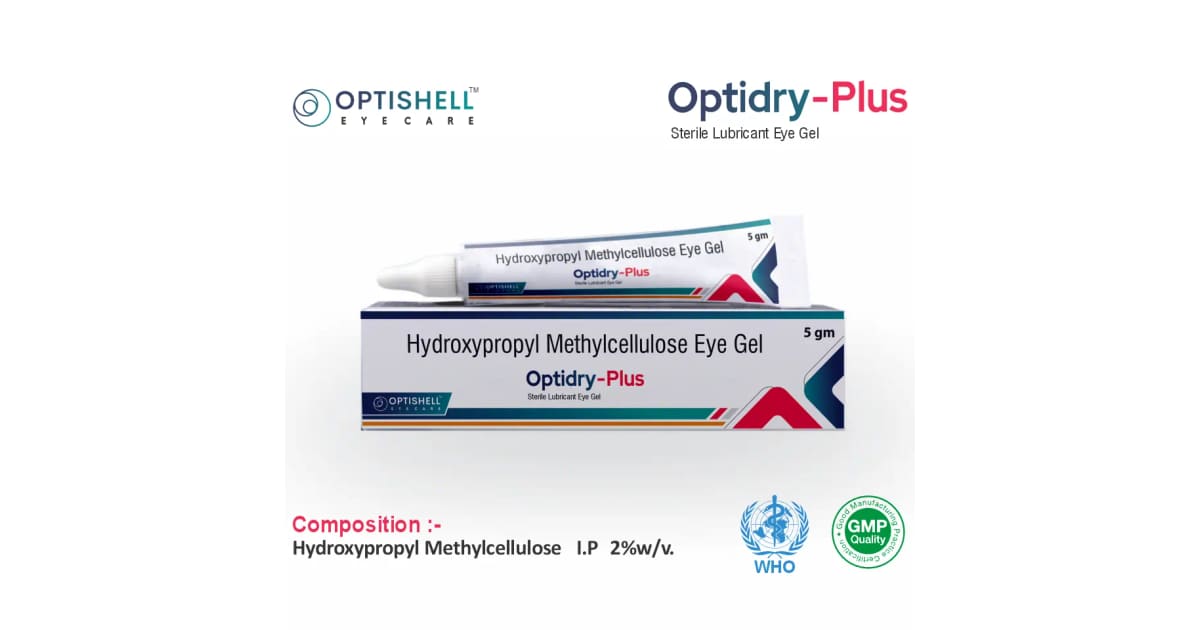 OPTISHELL™
EYECARE
Optidry-Plus
Sterile Lubricant Eye Gel
Hydroxypropyl Methylcellulose Eye Gel
5 gm
Optidry-Plus
Sterile Lubricant Eye Gel
OPTISHELL
Hydroxypropyl Methylcellulose Eye Gel
5 gm
Optidry-Plus
Sterile Lubricant Eye Gel
OPTISHELL
EYECARE
Composition :-
Hydroxypropyl Methylcellulose I.P 2%w/v.
WHO
Good Manufacturing Practice Certification
GMP
Quality